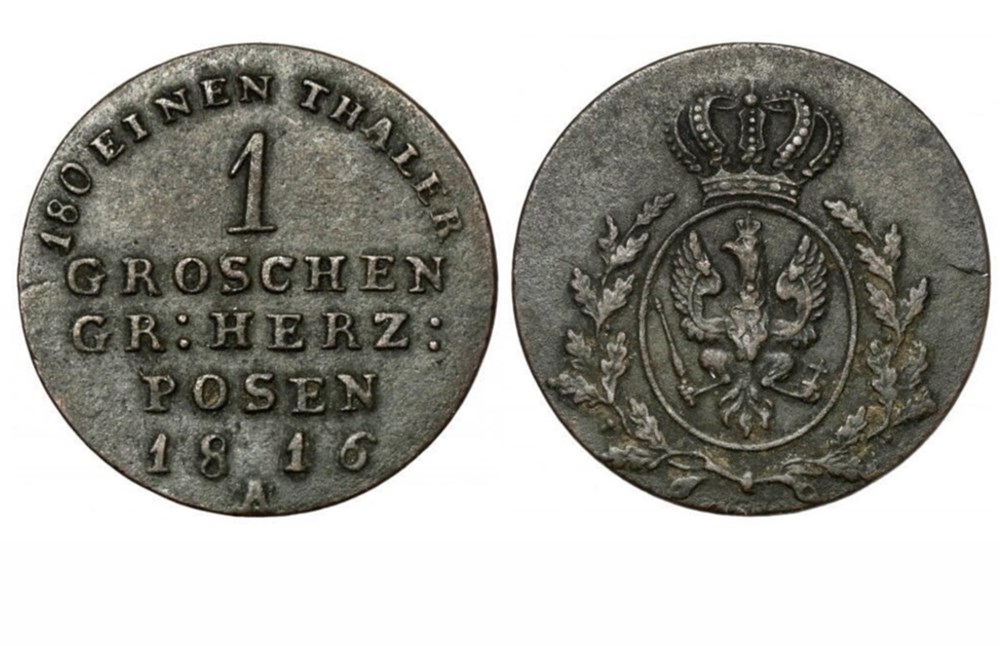 180 EINEN THALER
1
GROSCHEN
GR: HERZ:
POSEN
1816
A